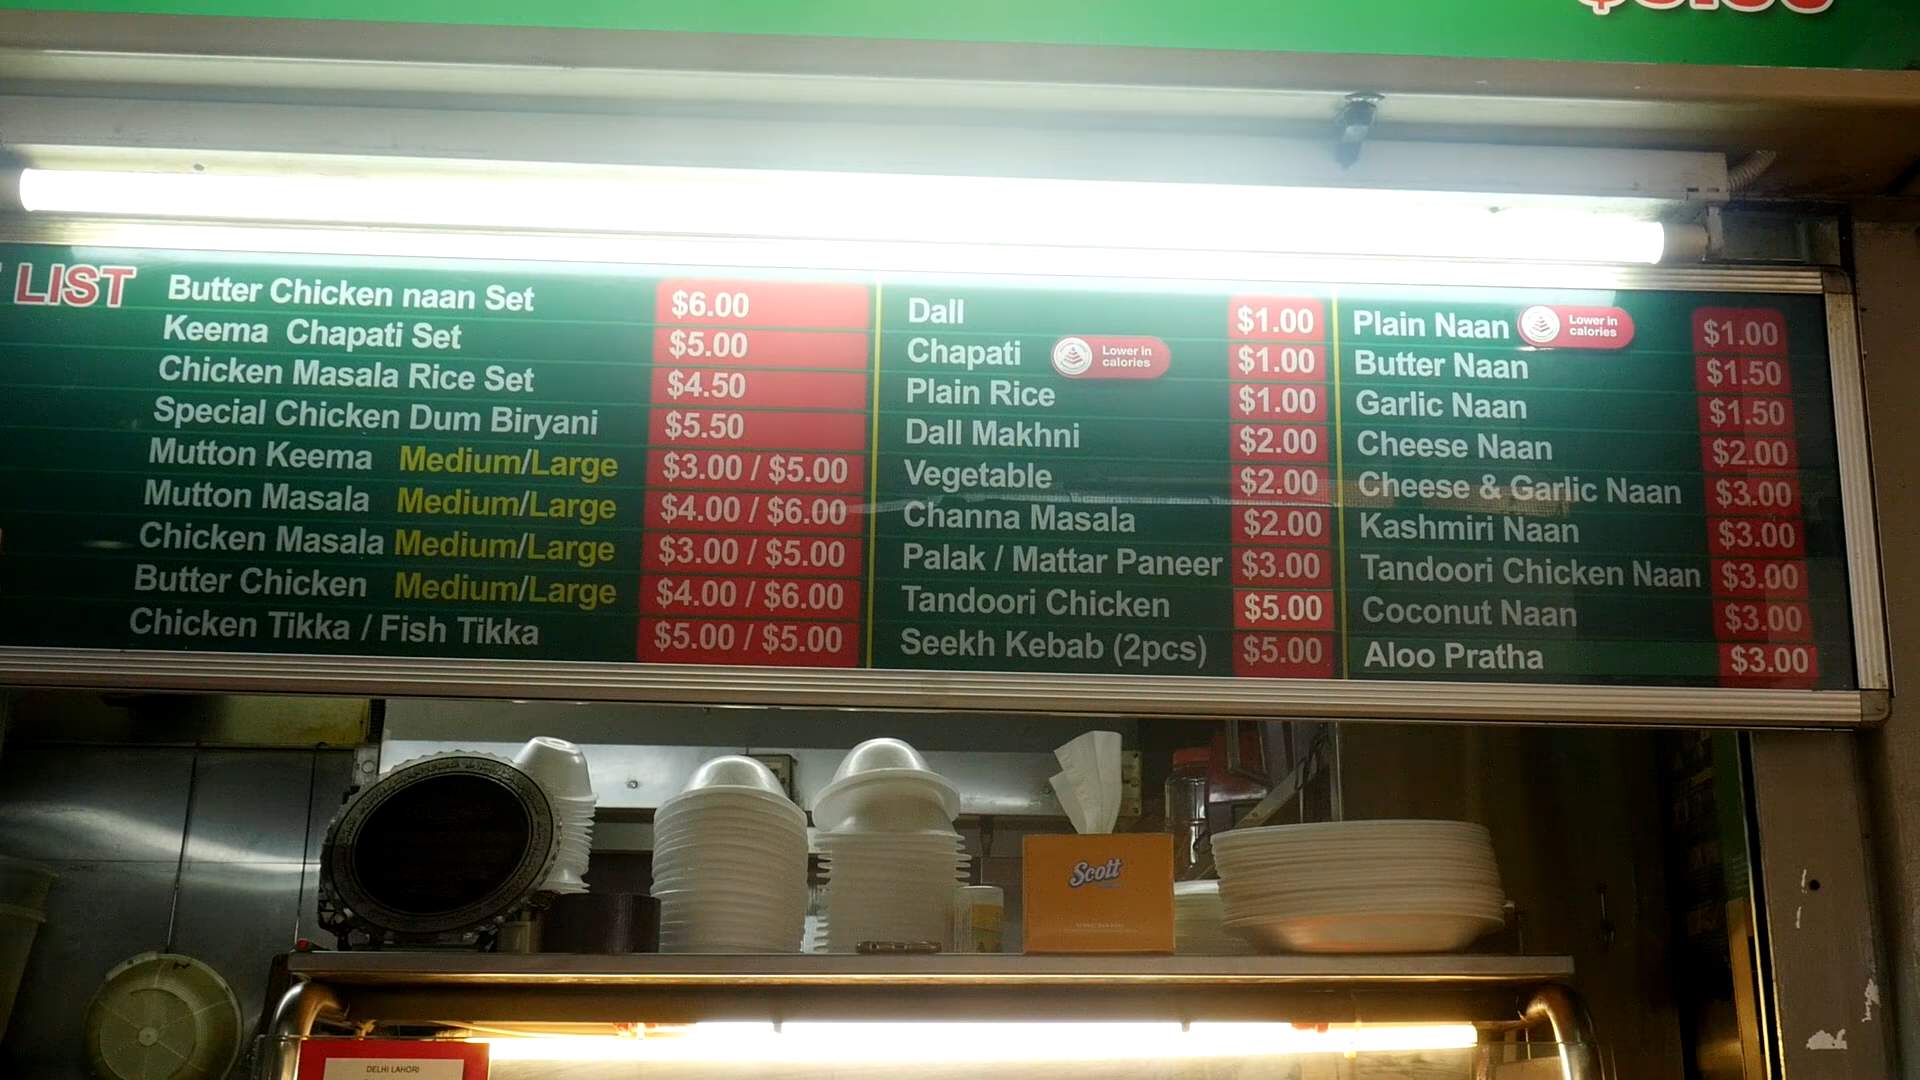 LIST
Butter Chicken naan Set $6.00
Keema Chapati Set $5.00
Chicken Masala Rice Set $4.50
Special Chicken Dum Biryani $5.50
Mutton Keema Medium/Large $3.00 / $5.00
Mutton Masala Medium/Large $4.00 / $6.00
Chicken Masala Medium/Large $3.00 / $5.00
Butter Chicken Medium/Large $4.00 / $6.00
Chicken Tikka / Fish Tikka $5.00 / $5.00
Dall $1.00
Chapati Lower in calories $1.00
Plain Rice $1.00
Dall Makhni $2.00
Vegetable $2.00
Channa Masala $2.00
Palak / Mattar Paneer $3.00
Tandoori Chicken $5.00
Seekh Kebab (2pcs) $5.00
Plain Naan Lower in calories $1.00
Butter Naan $1.50
Garlic Naan $1.50
Cheese Naan $2.00
Cheese & Garlic Naan $3.00
Kashmiri Naan $3.00
Tandoori Chicken Naan $3.00
Coconut Naan $3.00
Aloo Pratha $3.00
Scott
DELHI LAHORI